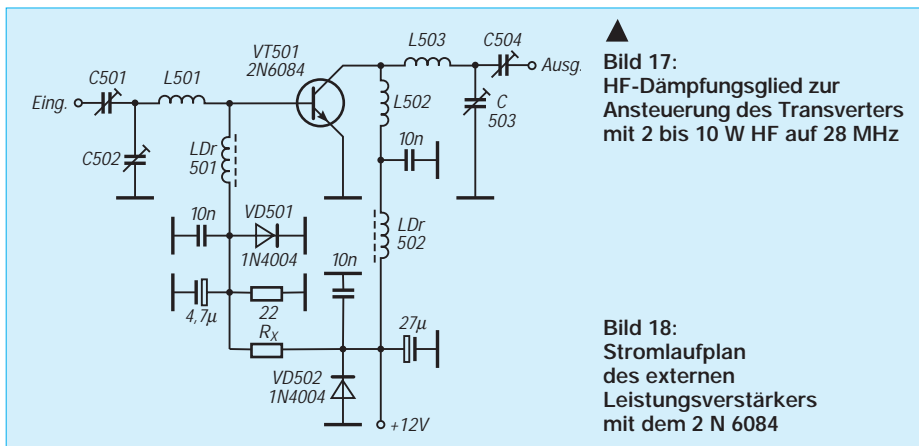 VT501
2N6084
L503
C504
Ausg.
C501
L501
Eing.
C502
LDr
501
L502
10n
C
503
LDr
502
10n
VD501
1N4004
10n
4,7µ
22
RX
27µ
VD502
1N4004
+12V
Bild 17:
HF-Dämpfungsglied zur
Ansteuerung des Transverters
mit 2 bis 10 W HF auf 28 MHz
Bild 18:
Stromlaufplan
des externen
Leistungsverstärkers
mit dem 2 N 6084